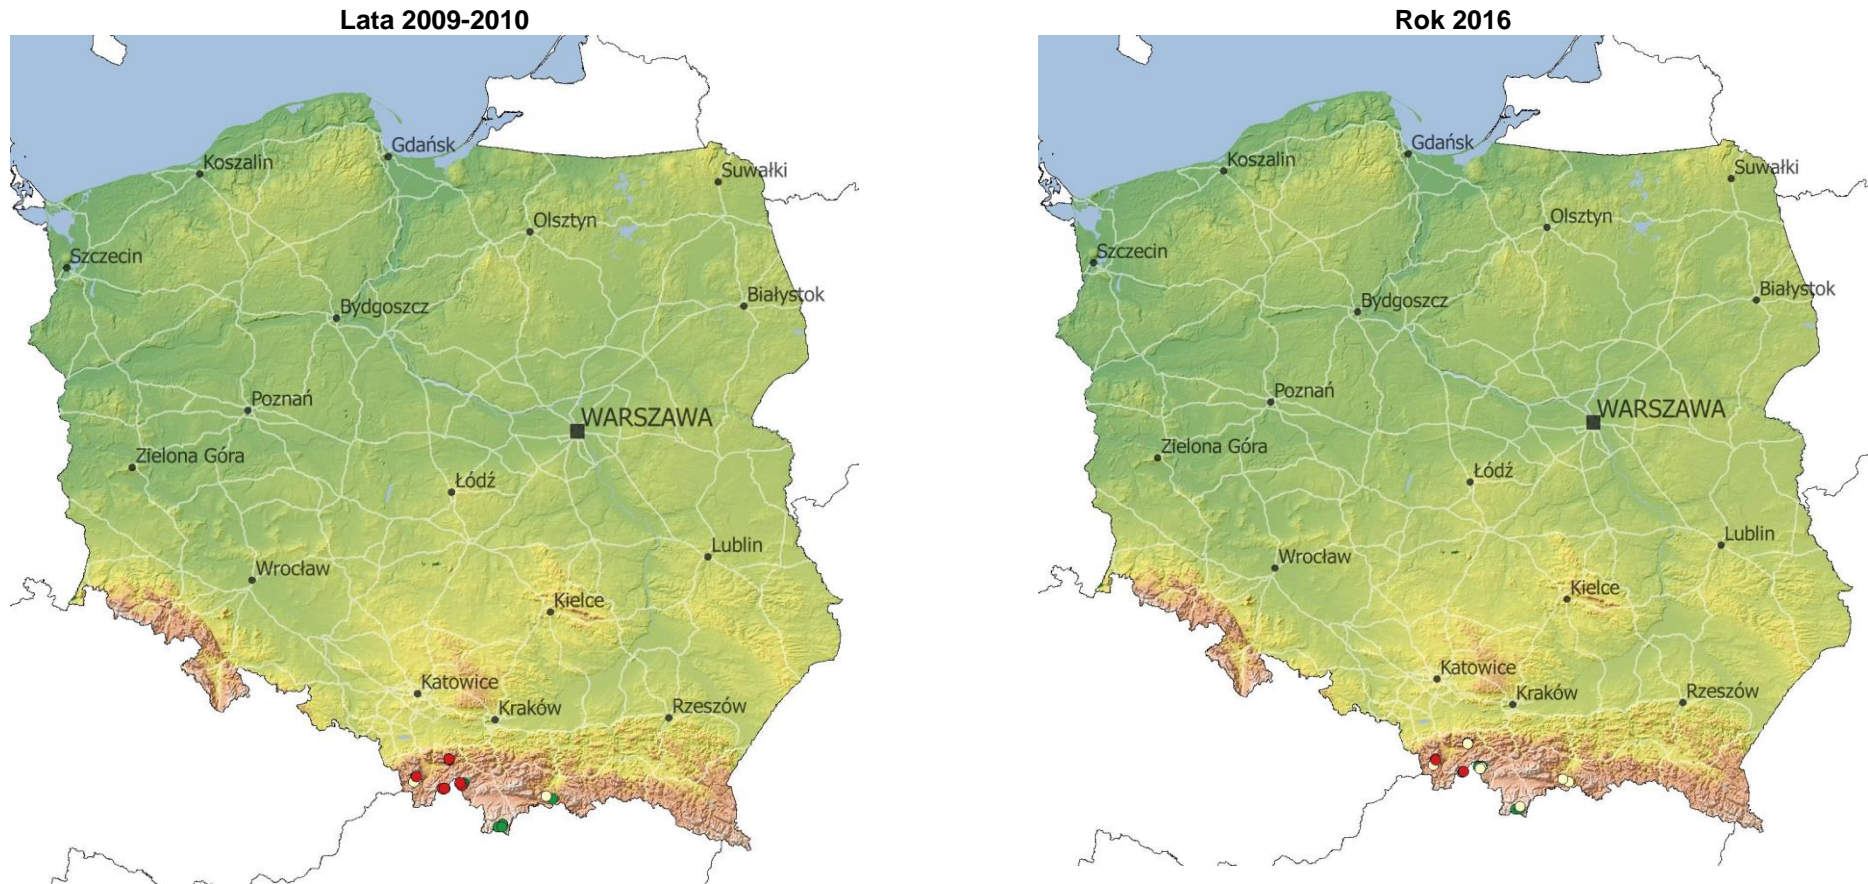 Lata 2009-2010
Gdańsk
Koszalin
Suwałki
Olsztyn
Szczecin
Białystok
Bydgoszcz
Poznań
WARSZAWA
Zielona Góra
Łódź
Lublin
Wrocław
Kielce
Katowice
Kraków
Rzeszów
Rok 2016
Gdańsk
Koszalin
Suwałki
Olsztyn
Szczecin
Białystok
Bydgoszcz
Poznań
WARSZAWA
Zielona Góra
Łódź
Lublin
Wrocław
Kielce
Katowice
Kraków
Rzeszów